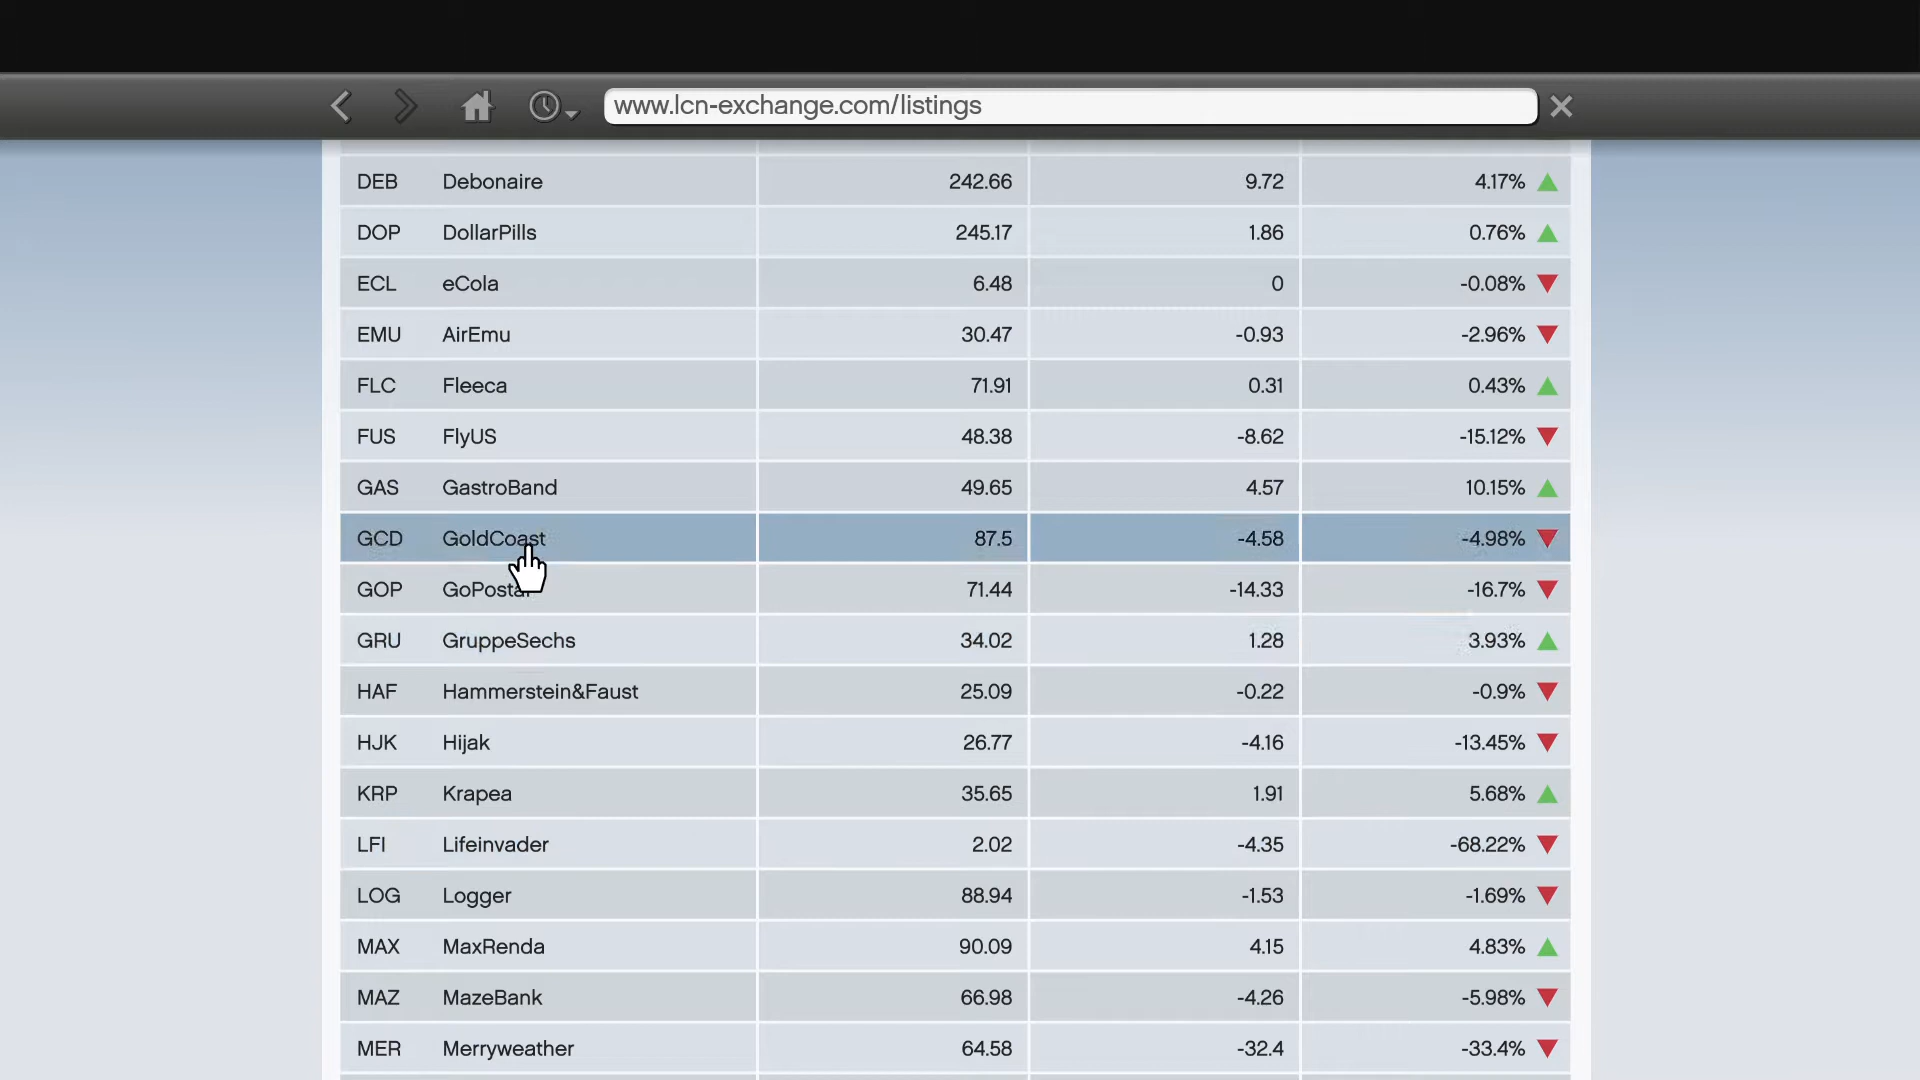 www.lcn-exchange.com/listings
DEB Debonaire 242.66 9.72 4.17%
DOP DollarPills 245.17 1.86 0.76%
ECL eCola 6.48 0 -0.08%
EMU AirEmu 30.47 -0.93 -2.96%
FLC Fleeca 71.91 0.31 0.43%
FUS FlyUS 48.38 -8.62 -15.12%
GAS GastroBand 49.65 4.57 10.15%
GCD GoldCoast 87.5 -4.58 -4.98%
GOP GoPostal 71.44 -14.33 -16.7%
GRU GruppeSechs 34.02 1.28 3.93%
HAF Hammerstein&Faust 25.09 -0.22 -0.9%
HJK Hijak 26.77 -4.16 -13.45%
KRP Krapea 35.65 1.91 5.68%
LFI Lifeinvader 2.02 -4.35 -68.22%
LOG Logger 88.94 -1.53 -1.69%
MAX MaxRenda 90.09 4.15 4.83%
MAZ MazeBank 66.98 -4.26 -5.98%
MER Merryweather 64.58 -32.4 -33.4%